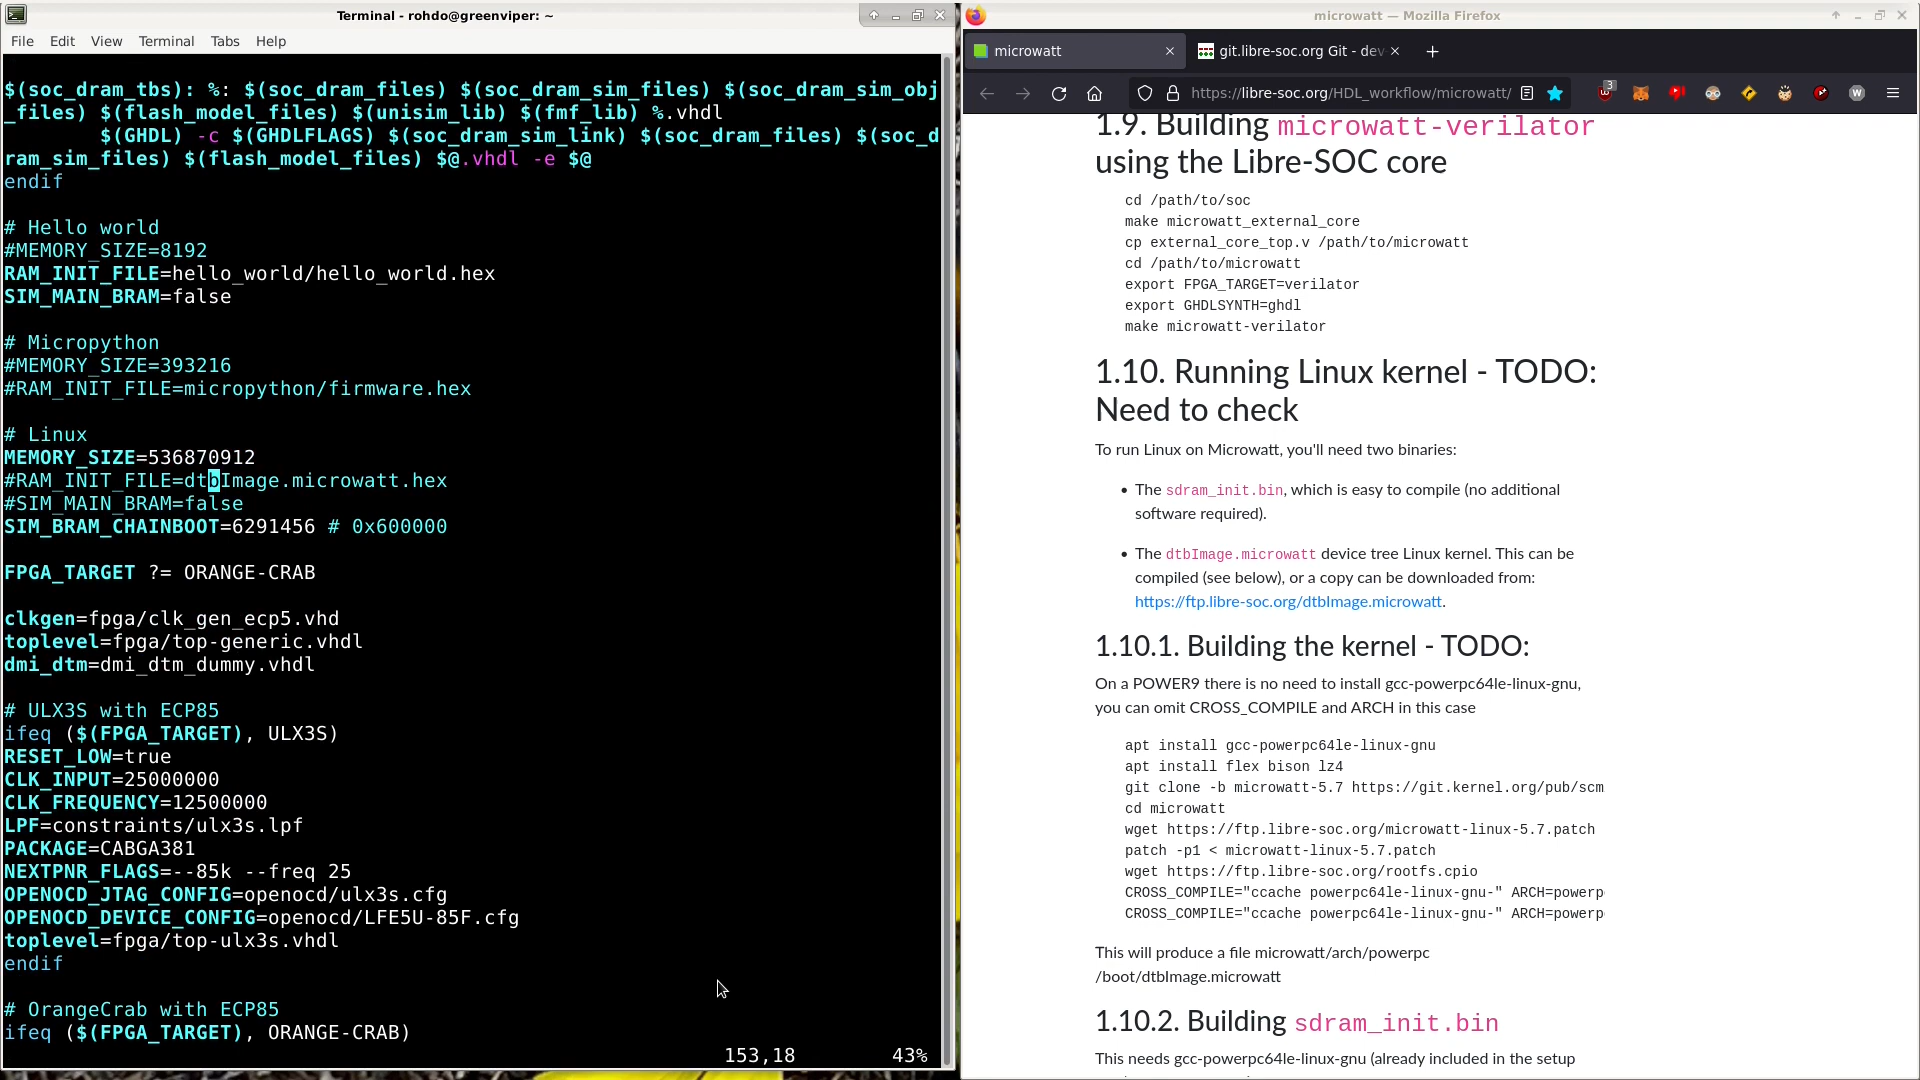 Terminal - rohdo@greenviper: ~
File Edit View Terminal Tabs Help
$(soc_dram_tbs): %: $(soc_dram_files) $(soc_dram_sim_files) $(soc_dram_sim_obj
_files) $(flash_model_files) $(unisim_lib) $(fmf_lib) %.vhdl
$(GHDL) -c $(GHDLFLAGS) $(soc_dram_sim_link) $(soc_dram_files) $(soc_d
ram_sim_files) $(flash_model_files) $@.vhdl -e $@
endif
# Hello world
#MEMORY_SIZE=8192
RAM_INIT_FILE=hello_world/hello_world.hex
SIM_MAIN_BRAM=false
# Micropython
#MEMORY_SIZE=393216
#RAM_INIT_FILE=micropython/firmware.hex
# Linux
MEMORY_SIZE=536870912
#RAM_INIT_FILE=dtbImage.microwatt.hex
#SIM_MAIN_BRAM=false
SIM_BRAM_CHAINBOOT=6291456 # 0x600000
FPGA_TARGET ?= ORANGE-CRAB
clkgen=fpga/clk_gen_ecp5.vhd
toplevel=fpga/top-generic.vhdl
dmi_dtm=dmi_dtm_dummy.vhdl
# ULX3S with ECP85
ifeq ($(FPGA_TARGET), ULX3S)
RESET_LOW=true
CLK_INPUT=25000000
CLK_FREQUENCY=12500000
LPF=constraints/ulx3s.lpf
PACKAGE=CABGA381
NEXTPNR_FLAGS=--85k --freq 25
OPENOCD_JTAG_CONFIG=openocd/ulx3s.cfg
OPENOCD_DEVICE_CONFIG=openocd/LFE5U-85F.cfg
toplevel=fpga/top-ulx3s.vhdl
endif
# OrangeCrab with ECP85
ifeq ($(FPGA_TARGET), ORANGE-CRAB)
153,18 43%
microwatt — Mozilla Firefox
microwatt
git.libre-soc.org Git - dev
https://libre-soc.org/HDL_workflow/microwatt/
3
1.9. Building microwatt-verilator
using the Libre-SOC core
cd /path/to/soc
make microwatt_external_core
cp external_core_top.v /path/to/microwatt
cd /path/to/microwatt
export FPGA_TARGET=verilator
export GHDLSYNTH=ghdl
make microwatt-verilator
1.10. Running Linux kernel - TODO:
Need to check
To run Linux on Microwatt, you'll need two binaries:
• The sdram_init.bin, which is easy to compile (no additional
software required).
• The dtbImage.microwatt device tree Linux kernel. This can be
compiled (see below), or a copy can be downloaded from:
https://ftp.libre-soc.org/dtbImage.microwatt.
1.10.1. Building the kernel - TODO:
On a POWER9 there is no need to install gcc-powerpc64le-linux-gnu,
you can omit CROSS_COMPILE and ARCH in this case
apt install gcc-powerpc64le-linux-gnu
apt install flex bison lz4
git clone -b microwatt-5.7 https://git.kernel.org/pub/scm
cd microwatt
wget https://ftp.libre-soc.org/microwatt-linux-5.7.patch
patch -p1 < microwatt-linux-5.7.patch
wget https://ftp.libre-soc.org/rootfs.cpio
CROSS_COMPILE="ccache powerpc64le-linux-gnu-" ARCH=powerp
CROSS_COMPILE="ccache powerpc64le-linux-gnu-" ARCH=powerp
This will produce a file microwatt/arch/powerpc
/boot/dtbImage.microwatt
1.10.2. Building sdram_init.bin
This needs gcc-powerpc64le-linux-gnu (already included in the setup